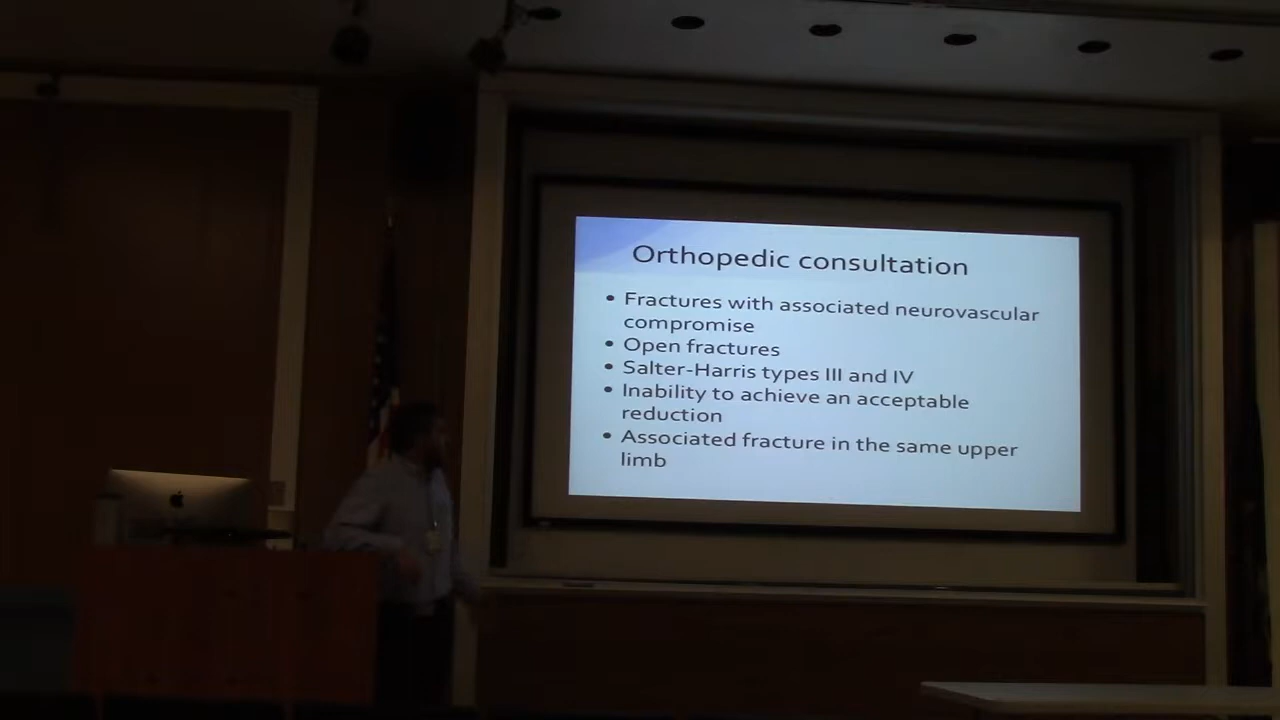 Orthopedic consultation
• Fractures with associated neurovascular
compromise
• Open fractures
• Salter-Harris types III and IV
• Inability to achieve an acceptable
reduction
• Associated fracture in the same upper
limb